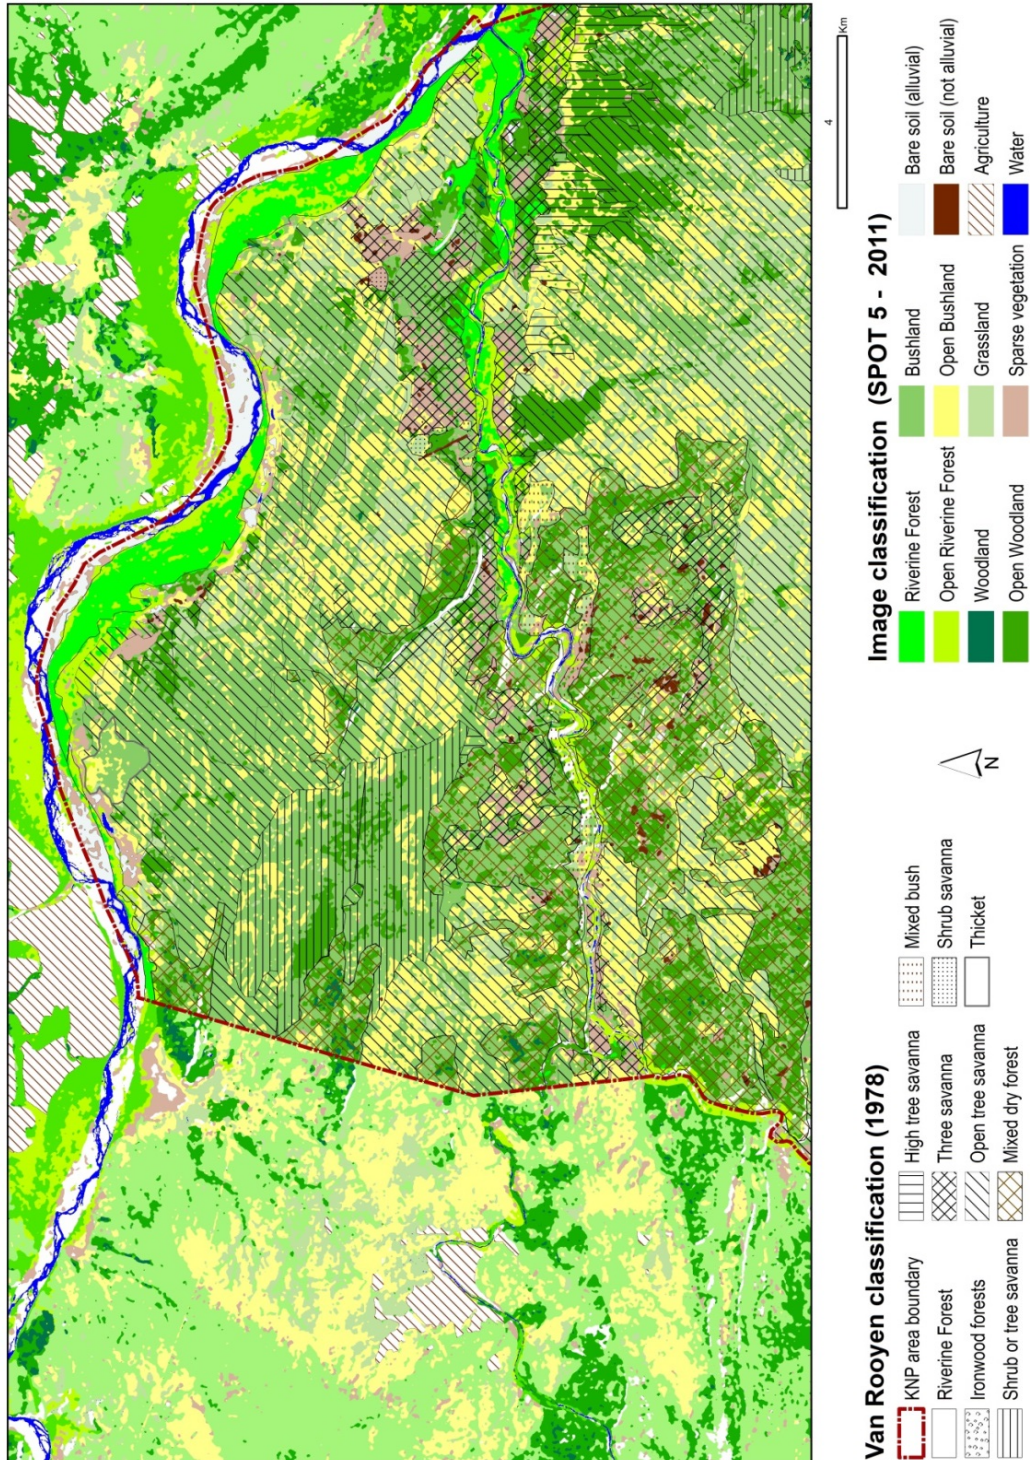 Van Rooyen classification (1978)
KNP area boundary
Riverine Forest
Ironwood forests
Shrub or tree savanna
High tree savanna
Three savanna
Open tree savanna
Mixed dry forest
Mixed bush
Shrub savanna
Thicket
N
Image classification (SPOT 5 - 2011)
Riverine Forest
Open Riverine Forest
Woodland
Open Woodland
Bushland
Open Bushland
Grassland
Sparse vegetation
Bare soil (alluvial)
Bare soil (not alluvial)
Agriculture
Water
4
Km